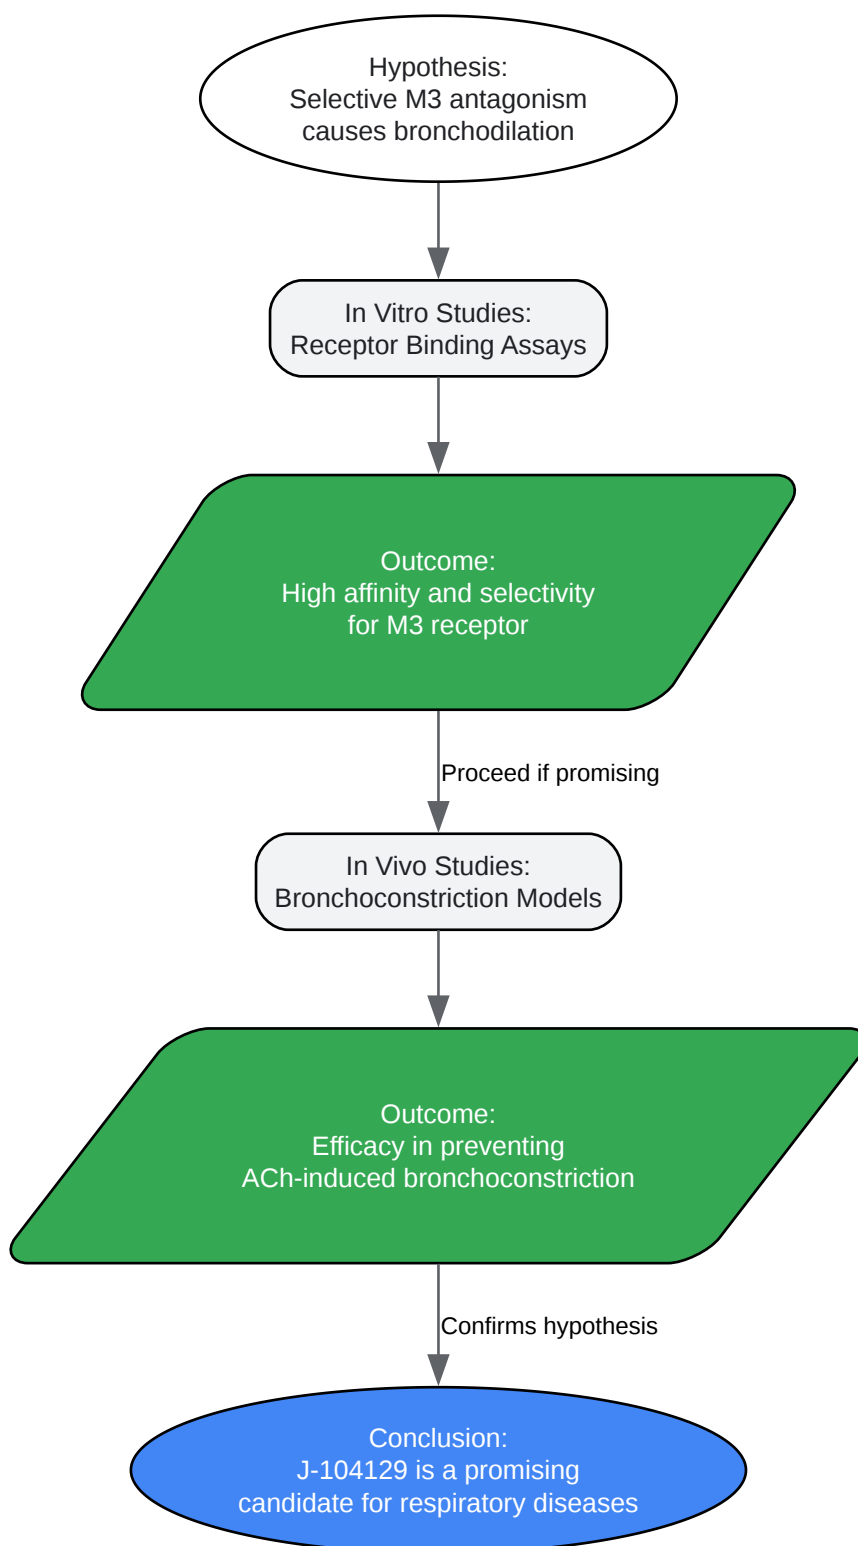 Hypothesis:
Selective M3 antagonism
causes bronchodilation
In Vitro Studies:
Receptor Binding Assays
Outcome:
High affinity and selectivity
for M3 receptor
Proceed if promising
In Vivo Studies:
Bronchoconstriction Models
Outcome:
Efficacy in preventing
ACh-induced bronchoconstriction
Confirms hypothesis
Conclusion:
J-104129 is a promising
candidate for respiratory diseases